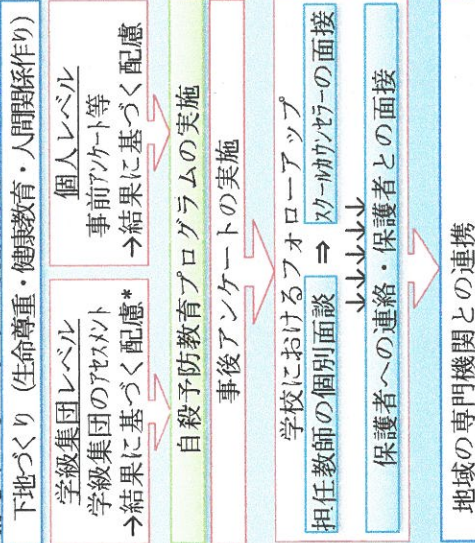 下地づくり（生命尊重・健康教育・人間関係作り）
学級集団レベル
学級集団のアセスメント
→結果に基づく配慮*
個人レベル
事前アンケート等
→結果に基づく配慮
自殺予防教育プログラムの実施
事後アンケートの実施
学校におけるフォローアップ
担任教師の個別面談 ⇒ スクールカウンセラーの面接
↓↓↓↓↓
保護者への連絡・保護者との面接
地域の専門機関との連携